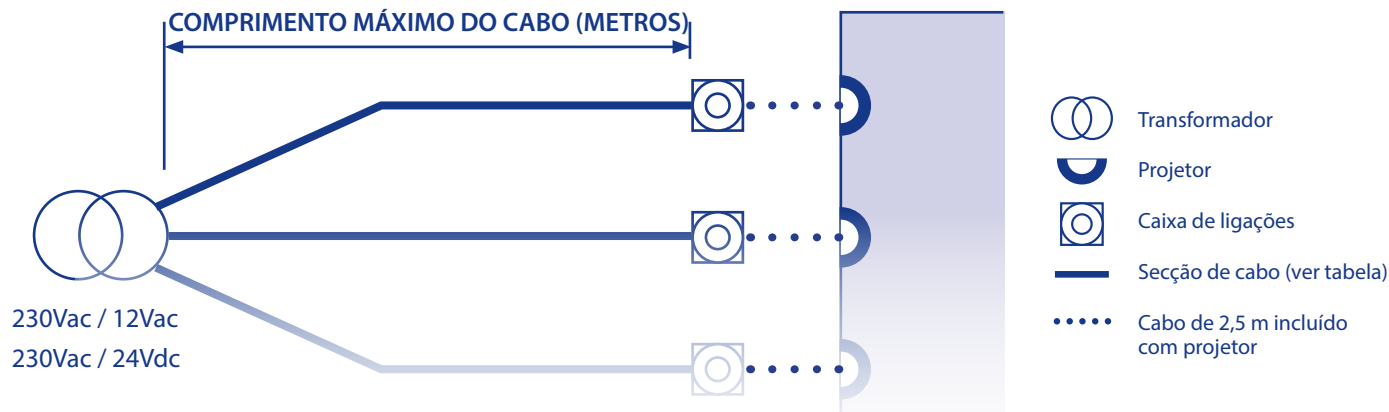 COMPRIMENTO MÁXIMO DO CABO (METROS)
230Vac / 12Vac
230Vac / 24Vdc
Transformador
Projetor
Caixa de ligações
Secção de cabo (ver tabela)
Cabo de 2,5 m incluído
com projetor